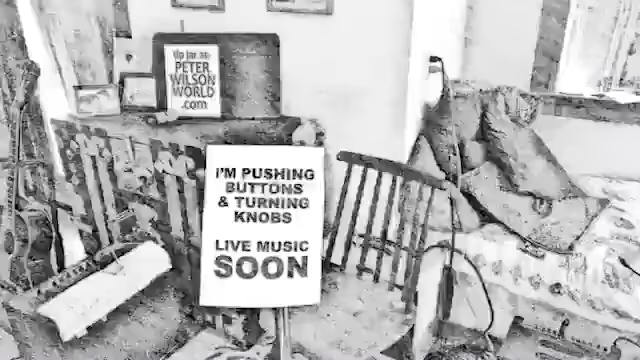 tip jar at:
PETER
WILSON
WORLD
.com
I'M PUSHING
BUTTONS
& TURNING
KNOBS
LIVE MUSIC
SOON